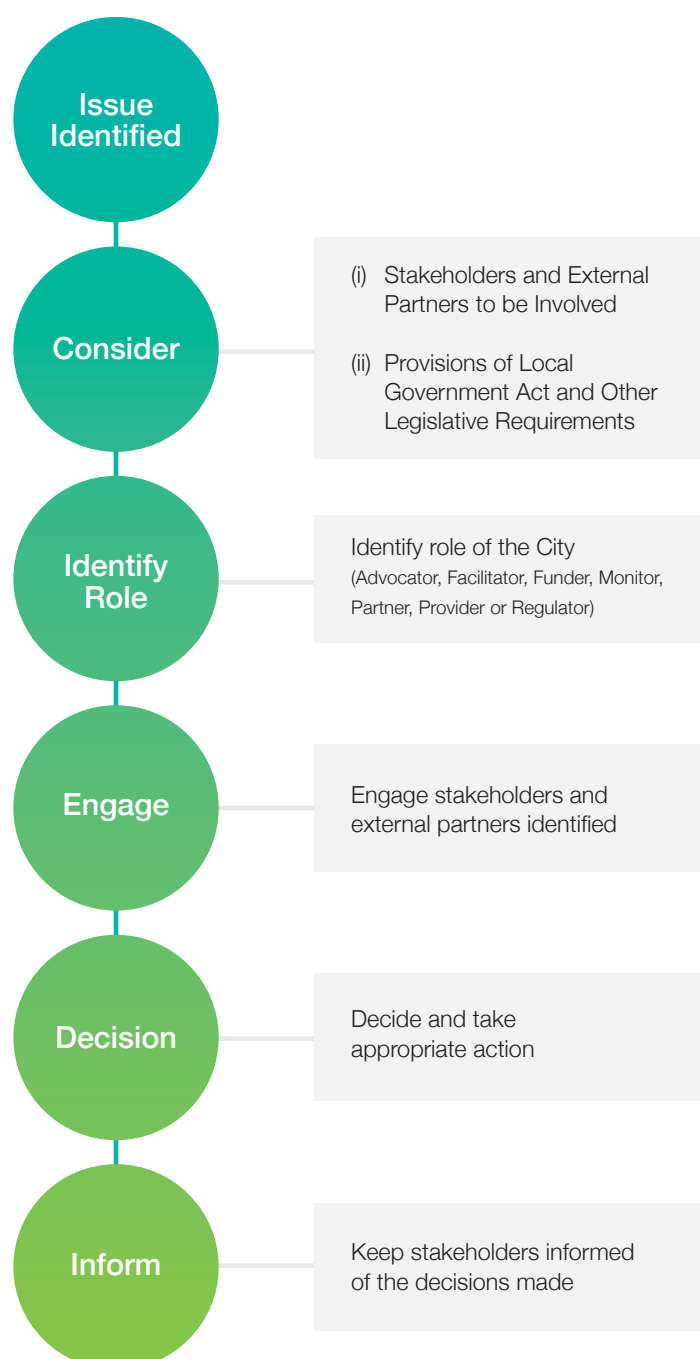 Issue
Identified
Consider
(i) Stakeholders and External
Partners to be Involved
(ii) Provisions of Local
Government Act and Other
Legislative Requirements
Identify
Role
Identify role of the City
(Advocator, Facilitator, Funder, Monitor,
Partner, Provider or Regulator)
Engage
Engage stakeholders and
external partners identified
Decision
Decide and take
appropriate action
Inform
Keep stakeholders informed
of the decisions made